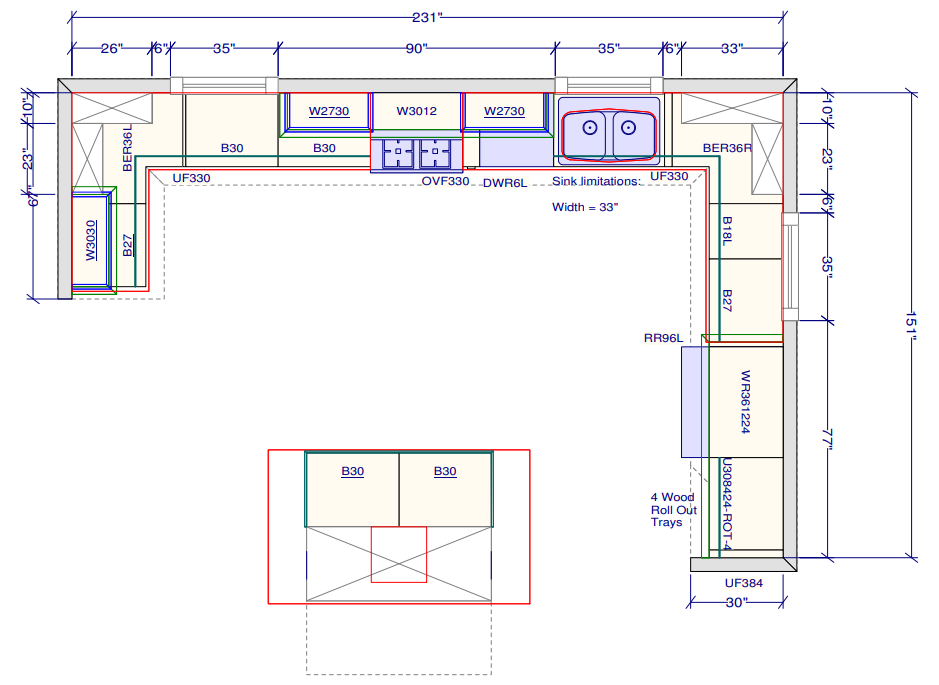 231"
26"
6"
35"
90"
35"
6"
33"
10"
23"
67"
BER36L
B30
W2730
B30
W3012
W2730
BER36R
10"
23"
6"
UF330
OVF330
DWR6L
Sink limitations:
UF330
Width = 33"
W3030
B27
B18L
B27
35"
151"
RR96L
WR361224
77"
B30
B30
4 Wood
Roll Out
Trays
U308424-ROT-4
UF384
30"